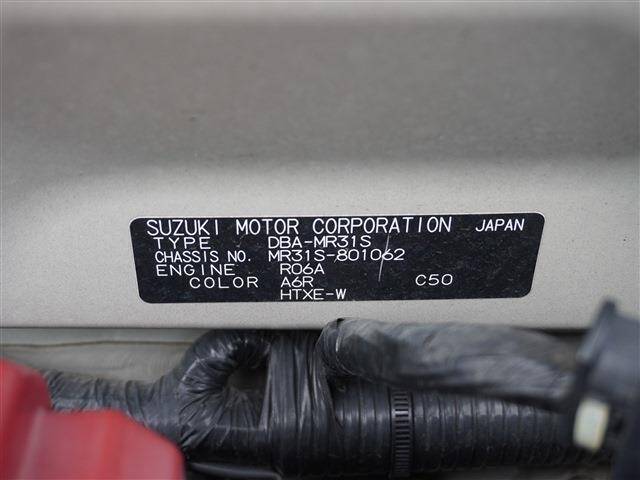 SUZUKI MOTOR CORPORATION JAPAN
TYPE DBA-MR31S
CHASSIS NO. MR31S-801062
ENGINE R06A
COLOR A6R C50
HTXE-W